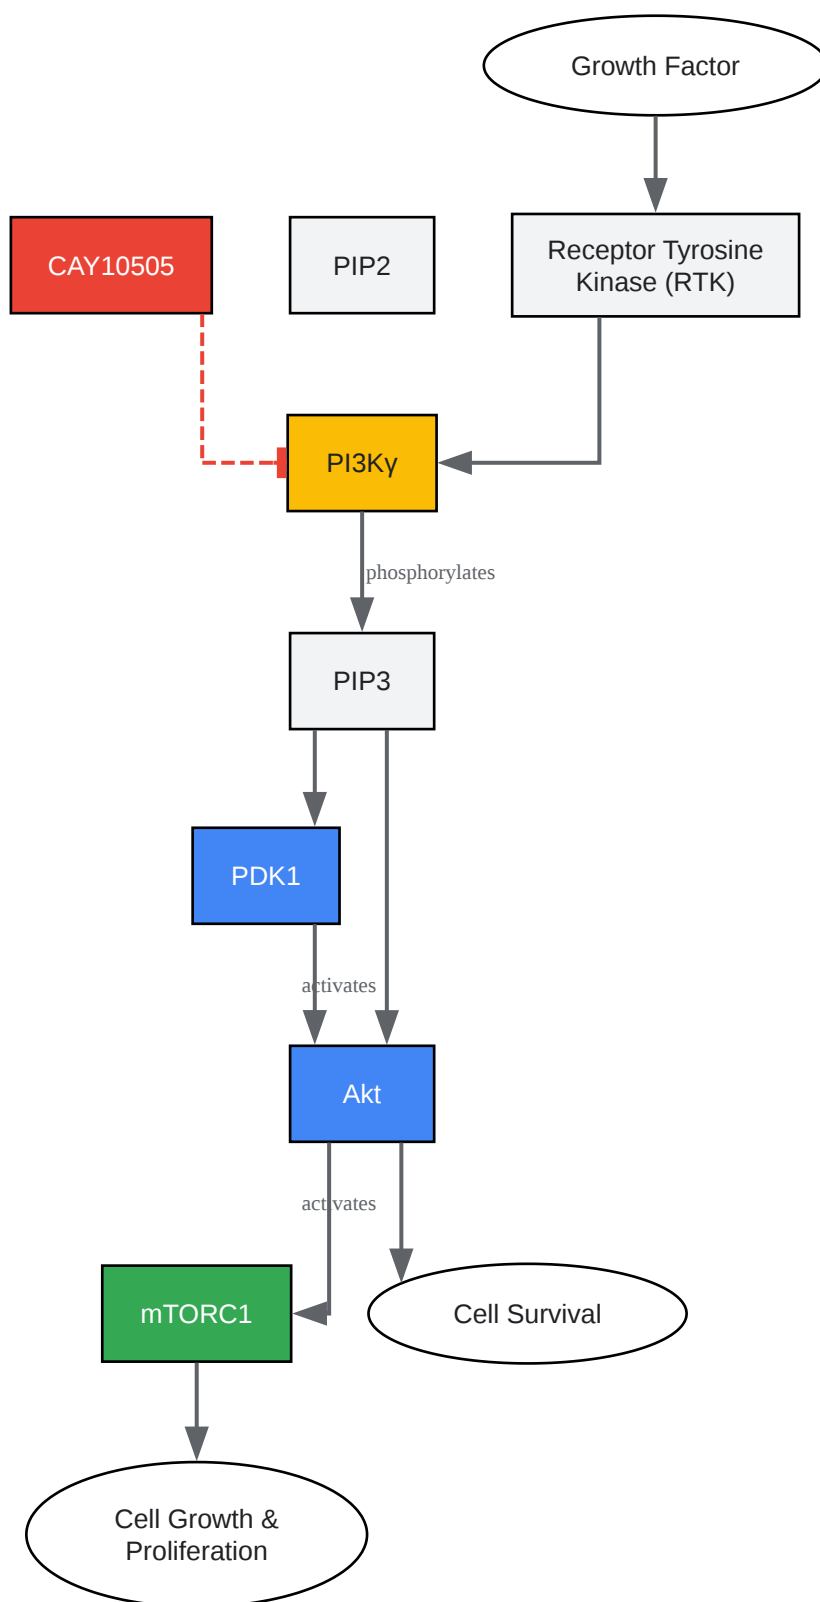 Growth Factor
CAY10505
PIP2
Receptor Tyrosine
Kinase (RTK)
PI3Kγ
phosphorylates
PIP3
PDK1
activates
Akt
activates
mTORC1
Cell Survival
Cell Growth &
Proliferation